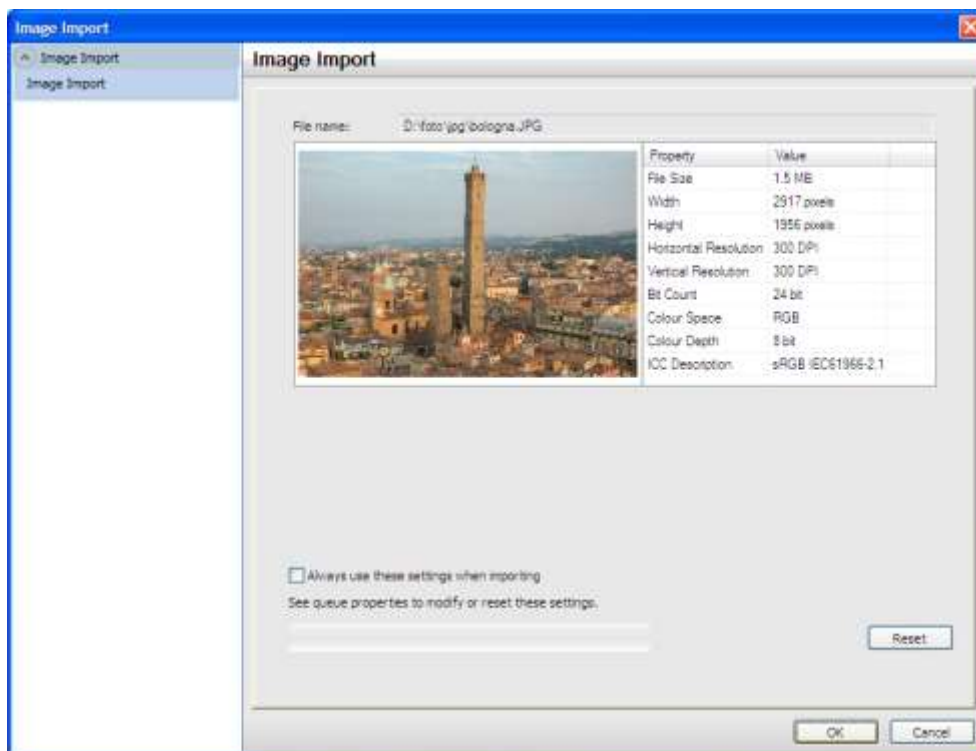 Image Import
Image Import
Image Import
Image Import
File name: D:\foto\jpg\bologna.JPG
Property Value
File Size 1.5 MB
Width 2917 pixels
Height 1956 pixels
Horizontal Resolution 300 DPI
Vertical Resolution 300 DPI
Bit Count 24 bit
Colour Space RGB
Colour Depth 8 bit
ICC Description sRGB IEC61966-2.1
Always use these settings when importing
See queue properties to modify or reset these settings.
Reset
OK Cancel